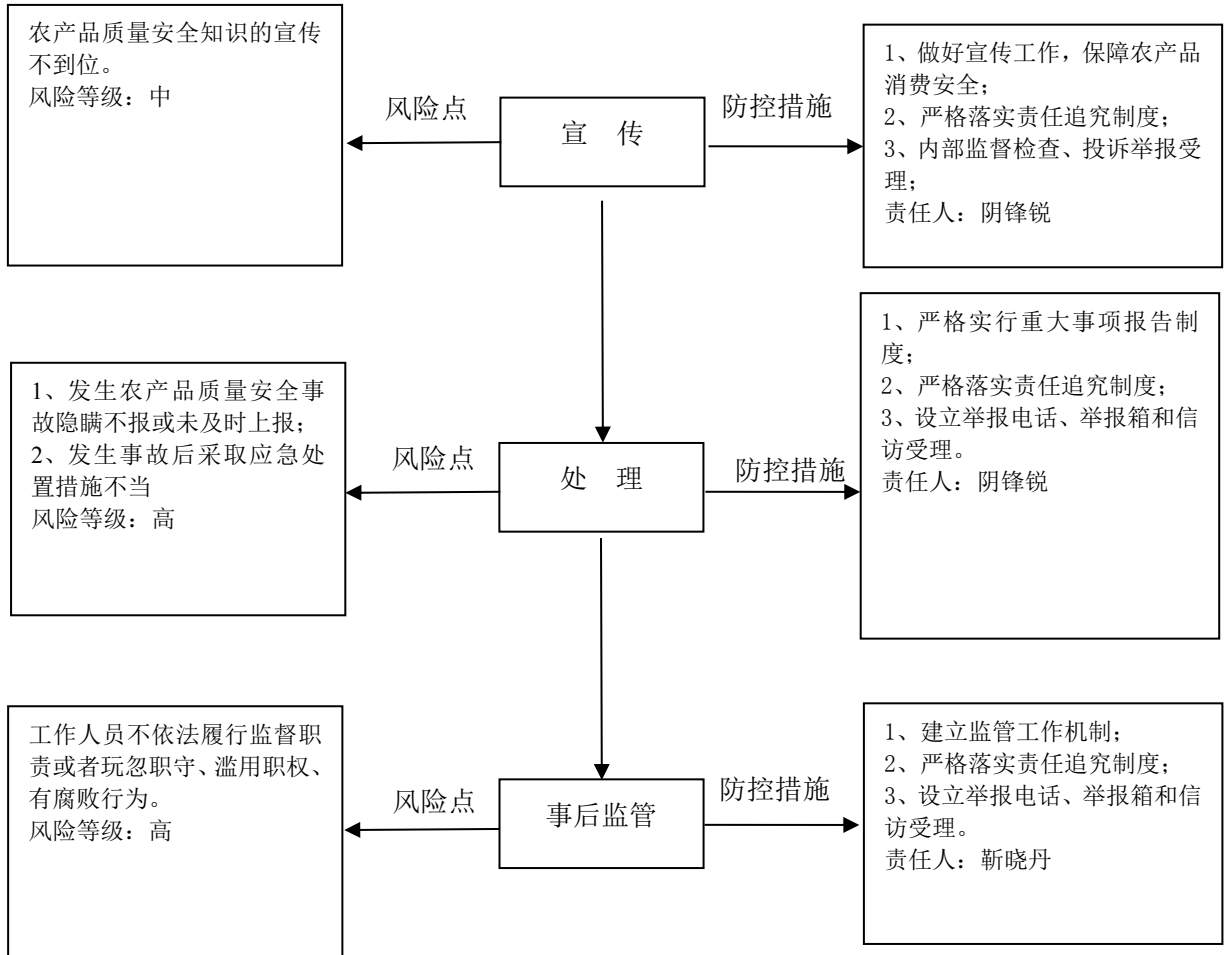 农产品质量安全知识的宣传
不到位。
风险等级：中
风险点
宣 传
防控措施
1、做好宣传工作，保障农产品
消费安全；
2、严格落实责任追究制度；
3、内部监督检查、投诉举报受
理；
责任人：阴锋锐
1、发生农产品质量安全事
故隐瞒不报或未及时上报；
2、发生事故后采取应急处
置措施不当
风险等级：高
风险点
处 理
防控措施
1、严格实行重大事项报告制
度；
2、严格落实责任追究制度；
3、设立举报电话、举报箱和信
访受理。
责任人：阴锋锐
工作人员不依法履行监督职
责或者玩忽职守、滥用职权、
有腐败行为。
风险等级：高
风险点
事后监管
防控措施
1、建立监管工作机制；
2、严格落实责任追究制度；
3、设立举报电话、举报箱和信
访受理。
责任人：靳晓丹